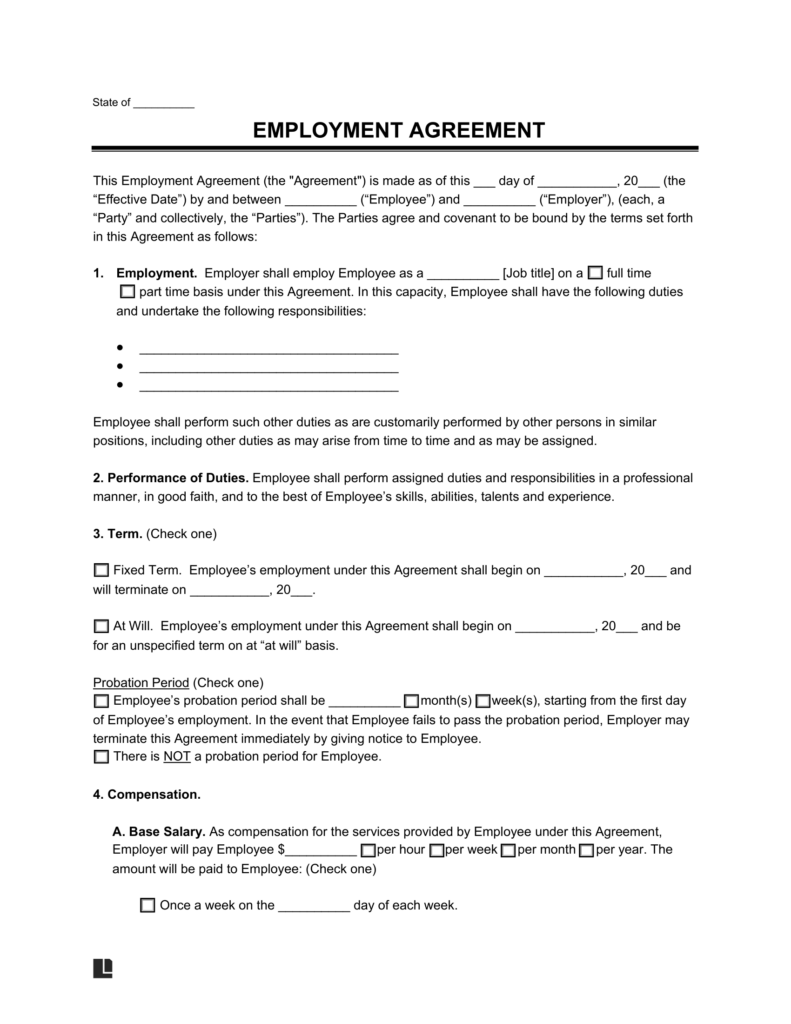 State of __________
EMPLOYMENT AGREEMENT
This Employment Agreement (the "Agreement") is made as of this ___ day of ___________, 20___ (the
“Effective Date”) by and between __________ (“Employee”) and __________ (“Employer”), (each, a
“Party” and collectively, the “Parties”). The Parties agree and covenant to be bound by the terms set forth
in this Agreement as follows:
1. Employment. Employer shall employ Employee as a __________ [Job title] on a ☐ full time
☐ part time basis under this Agreement. In this capacity, Employee shall have the following duties
and undertake the following responsibilities:
● ____________________________________
● ____________________________________
● ____________________________________
Employee shall perform such other duties as are customarily performed by other persons in similar
positions, including other duties as may arise from time to time and as may be assigned.
2. Performance of Duties. Employee shall perform assigned duties and responsibilities in a professional
manner, in good faith, and to the best of Employee’s skills, abilities, talents and experience.
3. Term. (Check one)
☐ Fixed Term. Employee’s employment under this Agreement shall begin on ___________, 20___ and
will terminate on ___________, 20___.
☐ At Will. Employee’s employment under this Agreement shall begin on ___________, 20___ and be
for an unspecified term on at “at will” basis.
Probation Period (Check one)
☐ Employee’s probation period shall be __________ ☐ month(s) ☐ week(s), starting from the first day
of Employee’s employment. In the event that Employee fails to pass the probation period, Employer may
terminate this Agreement immediately by giving notice to Employee.
☐ There is NOT a probation period for Employee.
4. Compensation.
A. Base Salary. As compensation for the services provided by Employee under this Agreement,
Employer will pay Employee $__________ ☐ per hour ☐ per week ☐ per month ☐ per year. The
amount will be paid to Employee: (Check one)
☐ Once a week on the __________ day of each week.